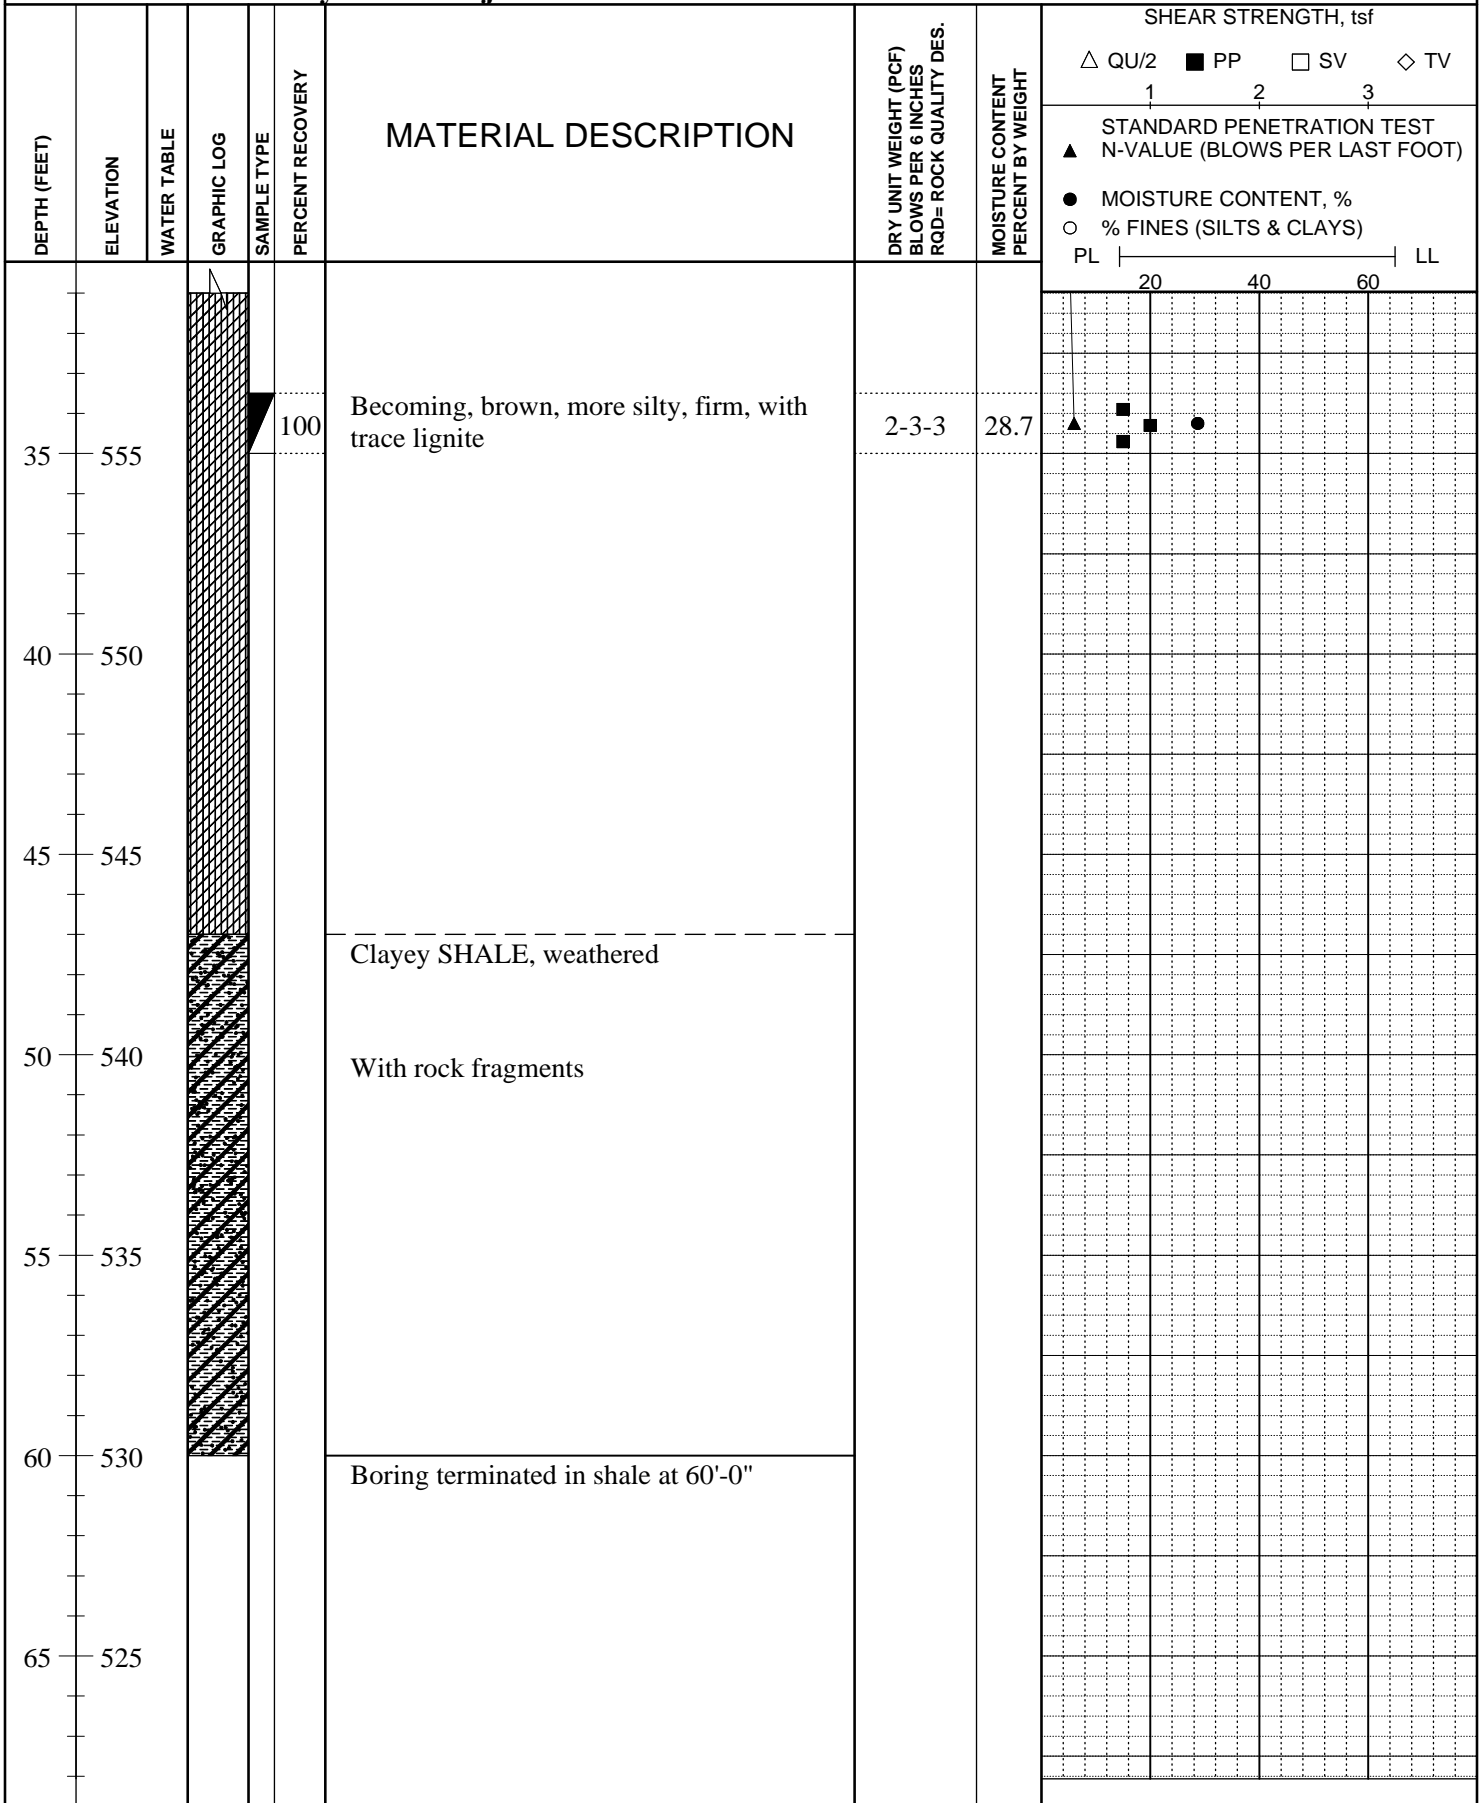 SHEAR STRENGTH, tsf
△ QU/2 ■ PP □ SV ◇ TV
1 2 3
STANDARD PENETRATION TEST
▲ N-VALUE (BLOWS PER LAST FOOT)
● MOISTURE CONTENT, %
○ % FINES (SILTS & CLAYS)
PL LL
20 40 60
DEPTH (FEET)
ELEVATION
WATER TABLE
GRAPHIC LOG
SAMPLE TYPE
PERCENT RECOVERY
MATERIAL DESCRIPTION
DRY UNIT WEIGHT (PCF)
BLOWS PER 6 INCHES
RQD= ROCK QUALITY DES.
MOISTURE CONTENT
PERCENT BY WEIGHT
Becoming, brown, more silty, firm, with
trace lignite
100
2-3-3
28.7
35 555
40 550
45 545
Clayey SHALE, weathered
50 540
With rock fragments
55 535
60 530
Boring terminated in shale at 60'-0"
65 525